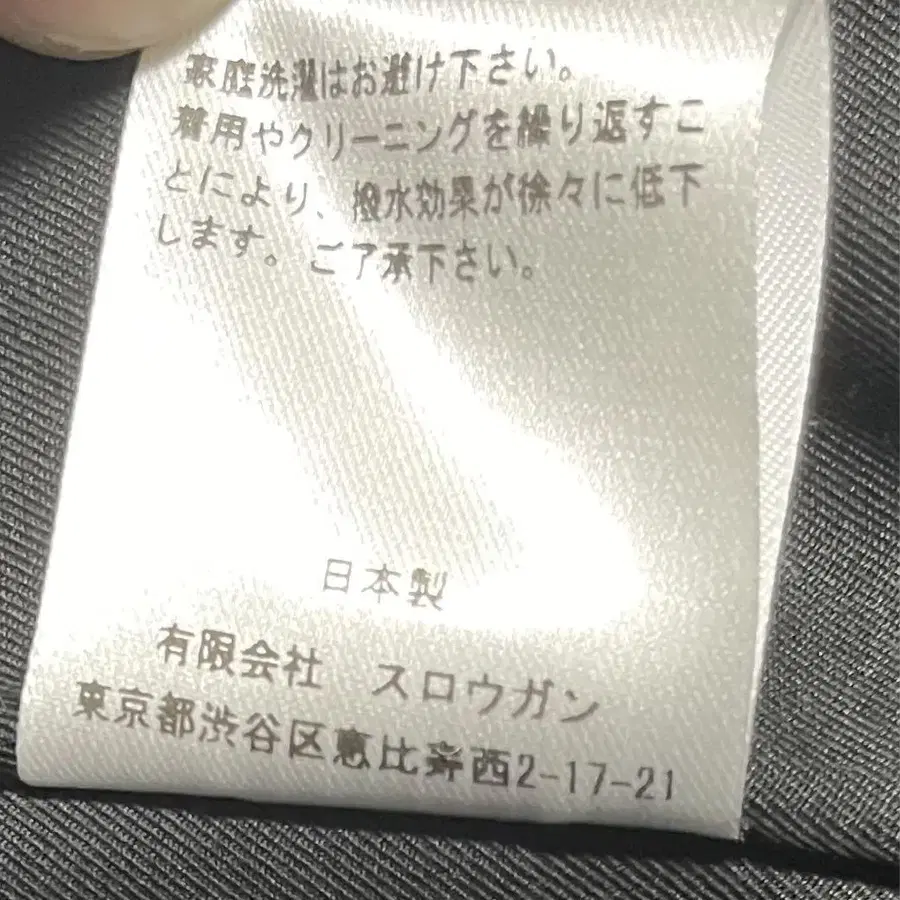 家庭洗濯はお避け下さい。
着用やクリーニングを繰り返すこ
とにより、撥水効果が徐々に低下
します。ご了承下さい。
日本製
有限会社 スロウガン
東京都渋谷区恵比寿西2-17-21